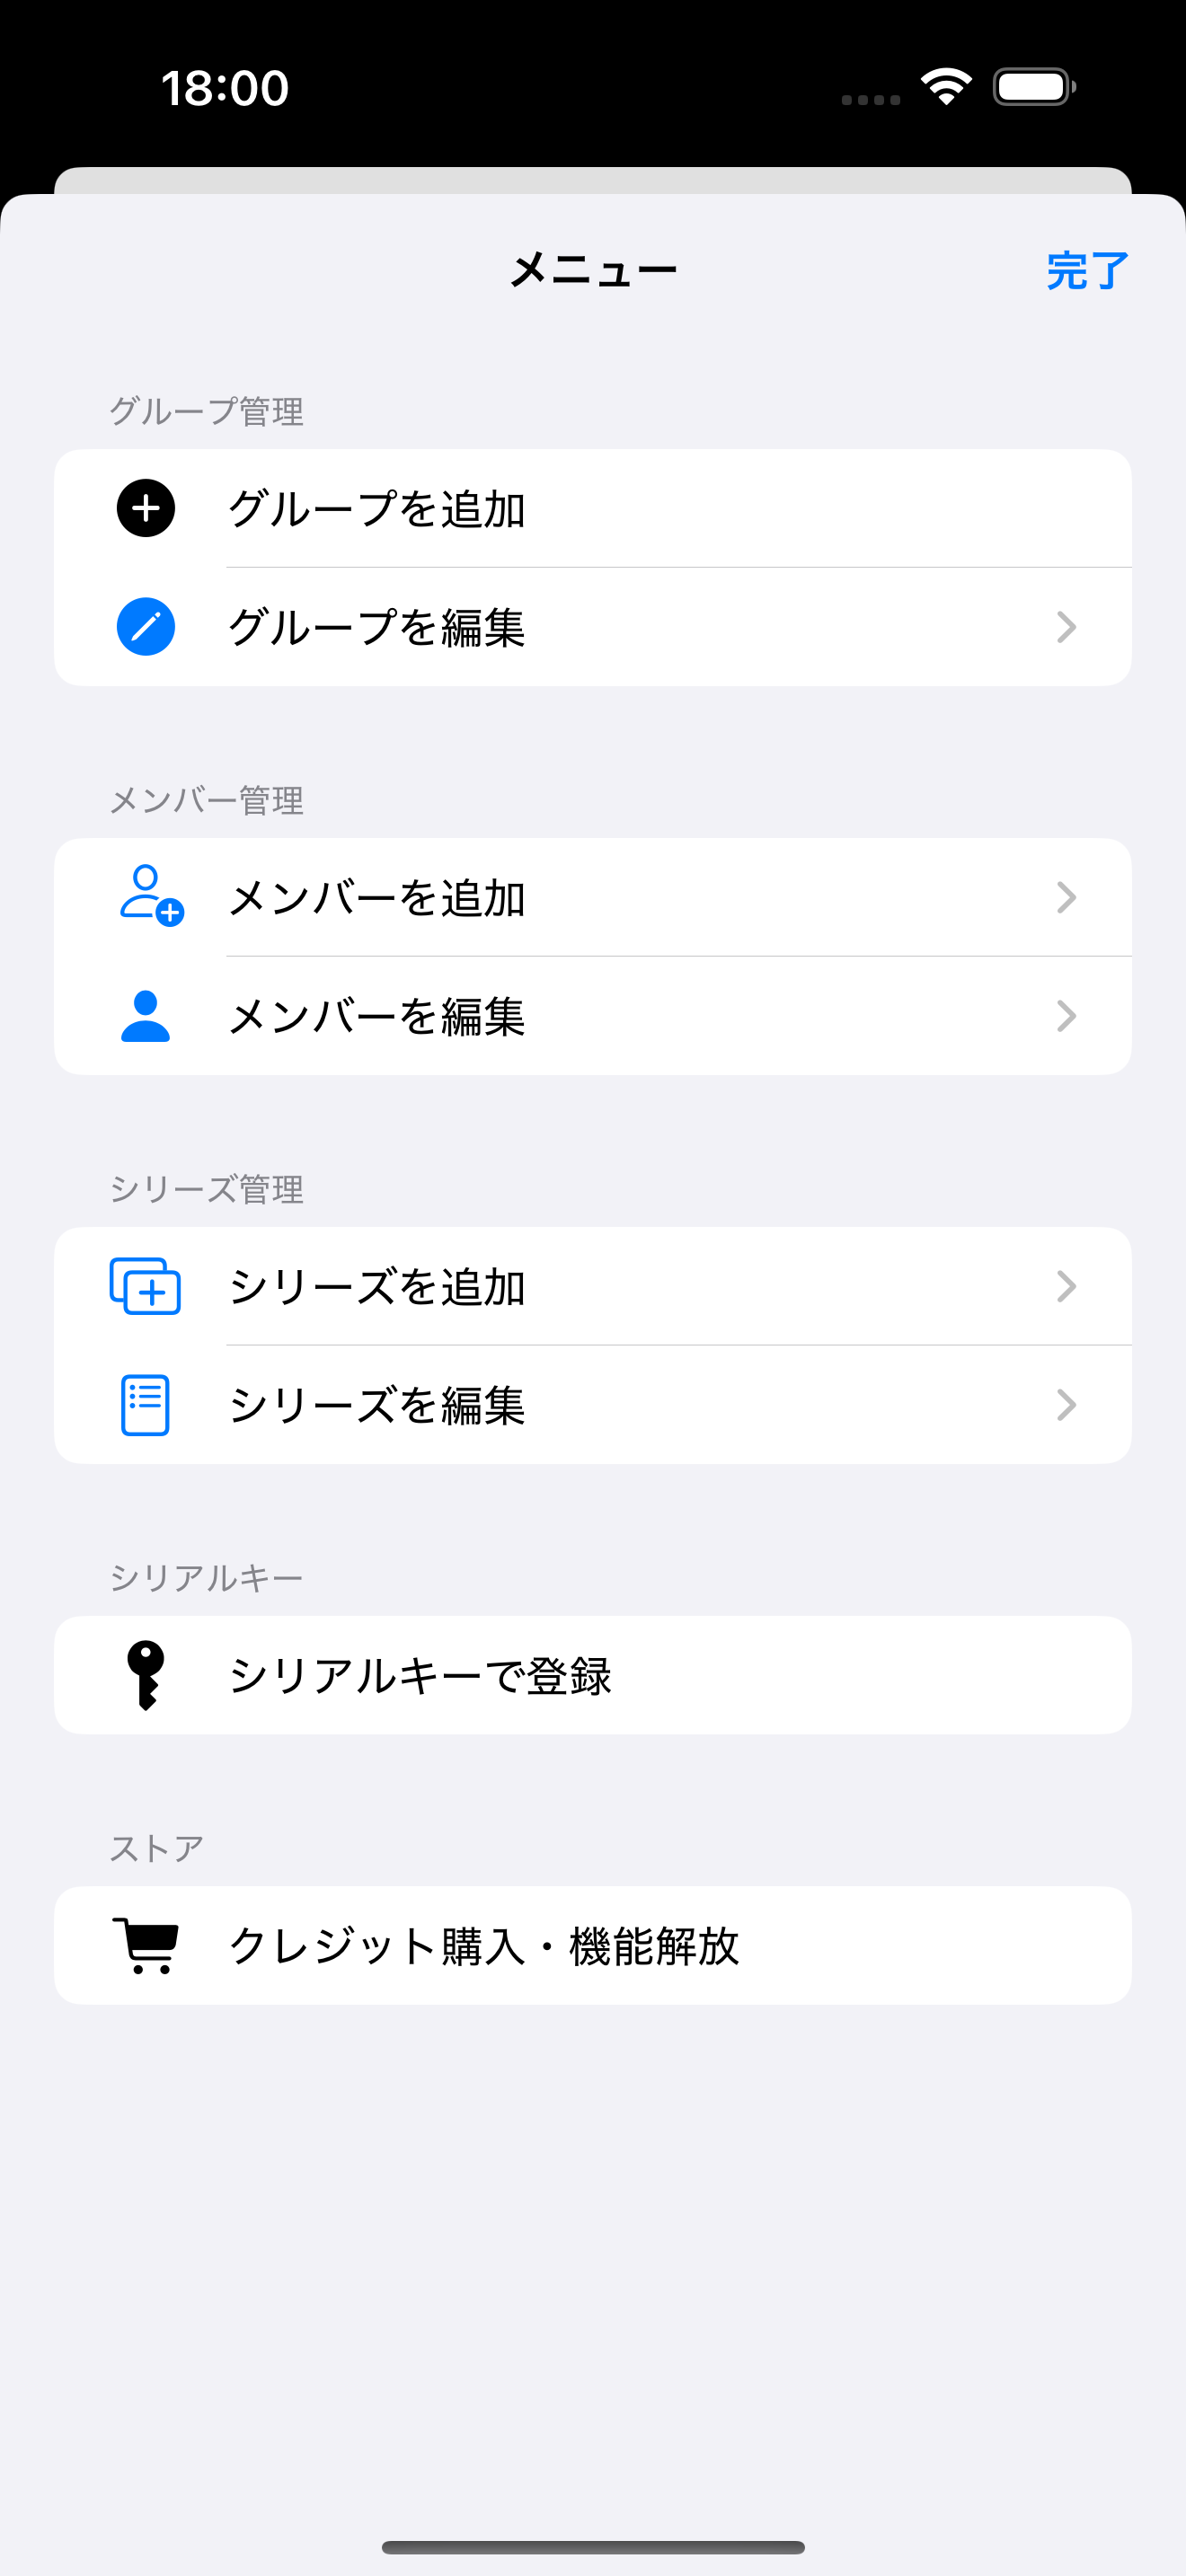 18:00
メニュー
完了
グループ管理
グループを追加
グループを編集
メンバー管理
メンバーを追加
メンバーを編集
シリーズ管理
シリーズを追加
シリーズを編集
シリアルキー
シリアルキーで登録
ストア
クレジット購入・機能解放